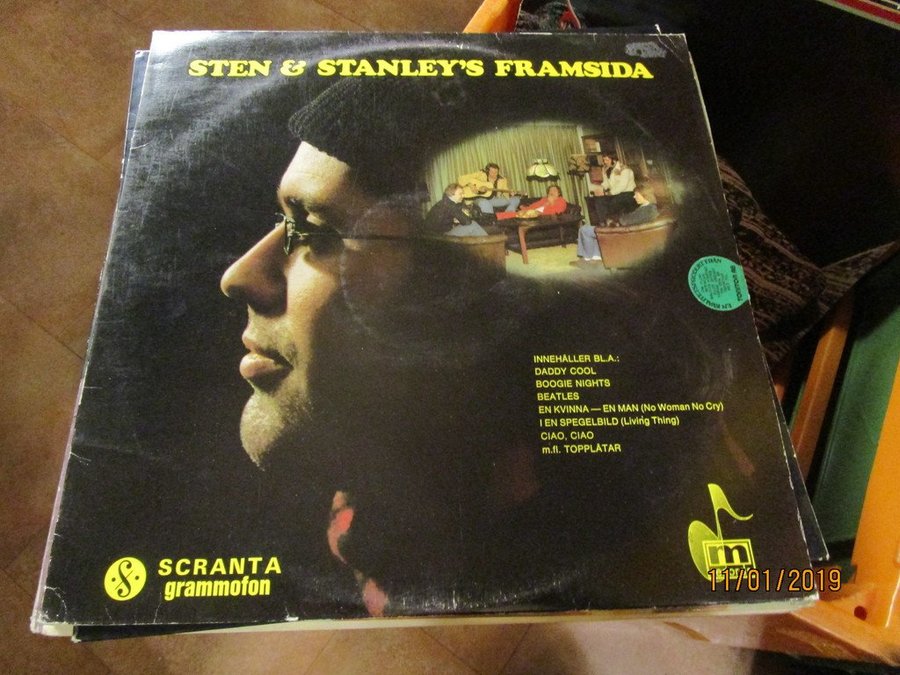 STEN & STANLEY'S FRAMSIDA
INNEHÅLLER BL.A.:
DADDY COOL
BOOGIE NIGHTS
BEATLES
EN KVINNA — EN MAN (No Woman No Cry)
I EN SPEGELBILD (Living Thing)
CIAO, CIAO
m.fl. TOPPLÅTAR
S
SCRANTA
grammofon
m
11/01/2019